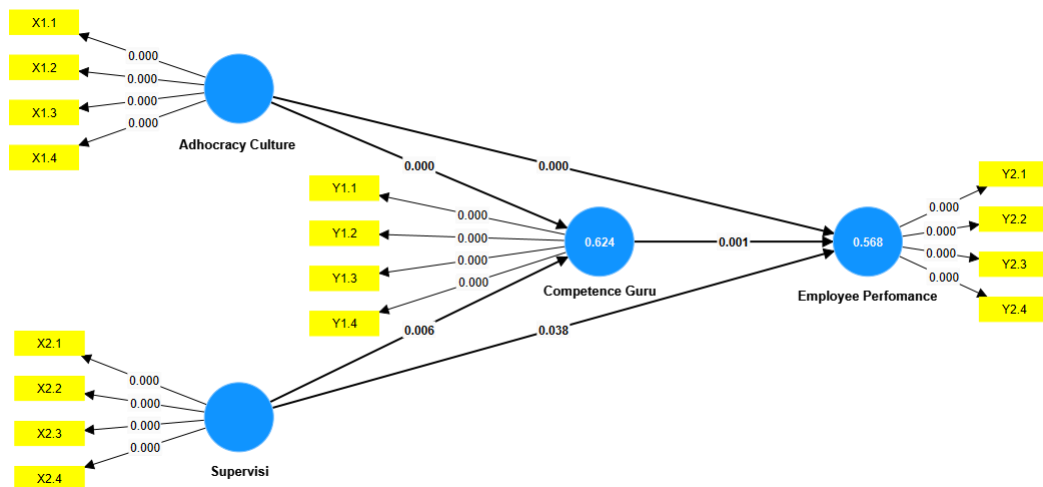 X1.1
0.000
X1.2
0.000
X1.3
0.000
X1.4
0.000
Adhocracy Culture
0.000
0.000
Y1.1
0.000
Y1.2
0.000
Y1.3
0.000
Y1.4
0.000
0.624
Competence Guru
0.001
0.568
Employee Perfomance
Y2.1
0.000
Y2.2
0.000
Y2.3
0.000
Y2.4
0.000
0.006
0.038
X2.1
0.000
X2.2
0.000
X2.3
0.000
X2.4
0.000
Supervisi